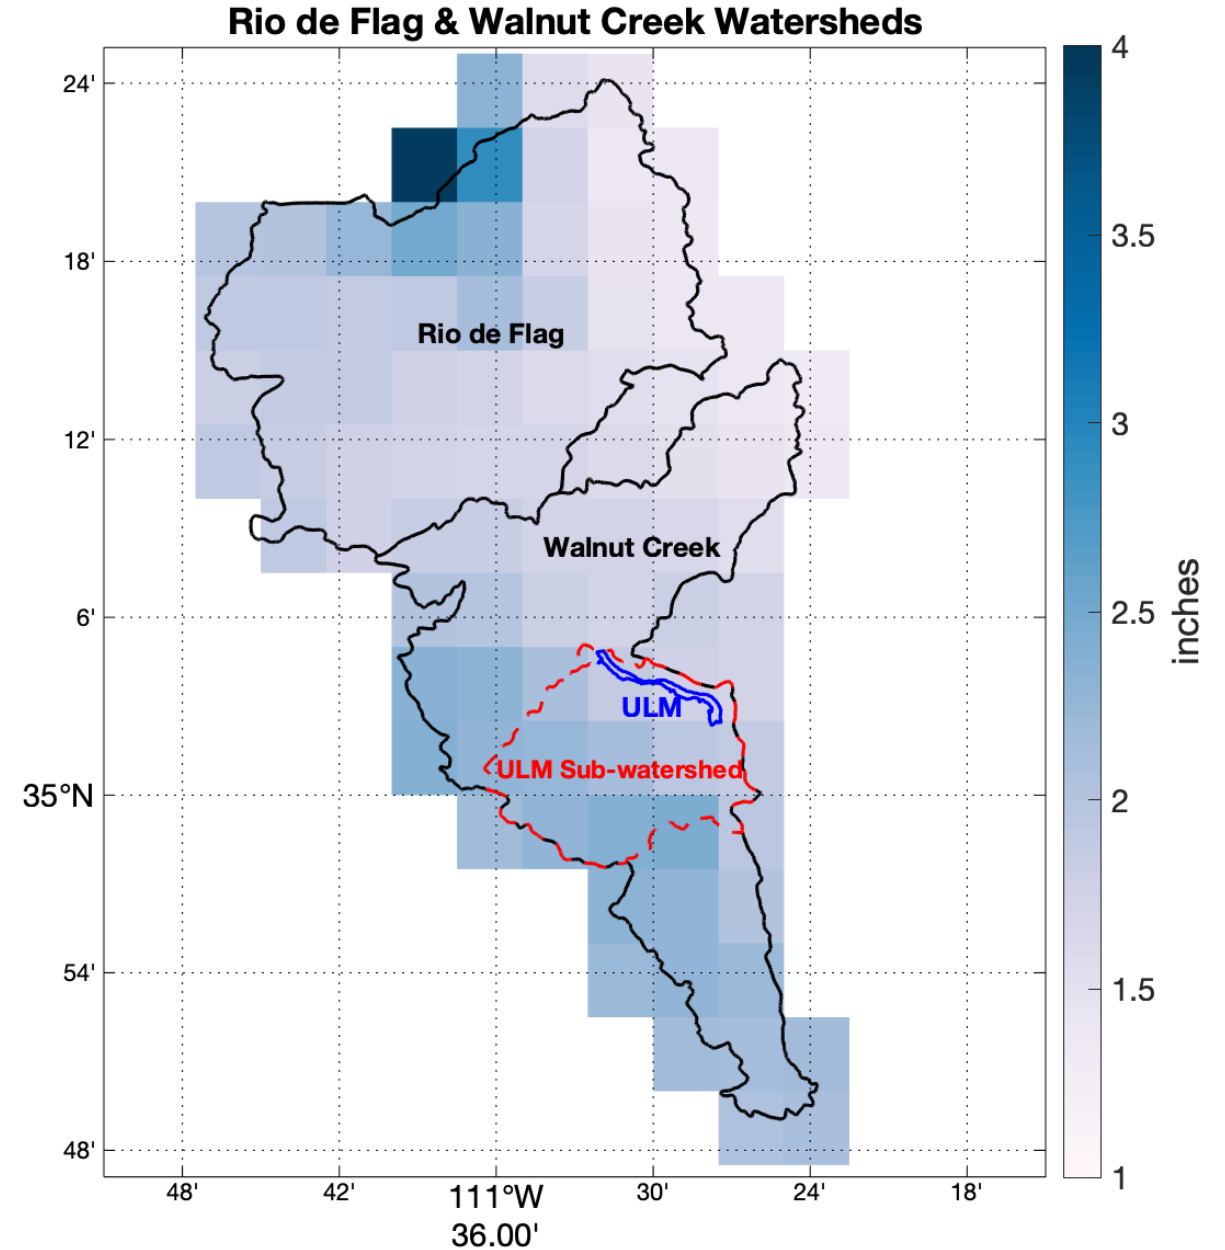 Rio de Flag & Walnut Creek Watersheds
24'
18'
12'
6'
35°N
54'
48'
48'
42'
111°W
36.00'
30'
24'
18'
Rio de Flag
Walnut Creek
ULM
ULM Sub-watershed
4
3.5
3
2.5
2
1.5
1
inches